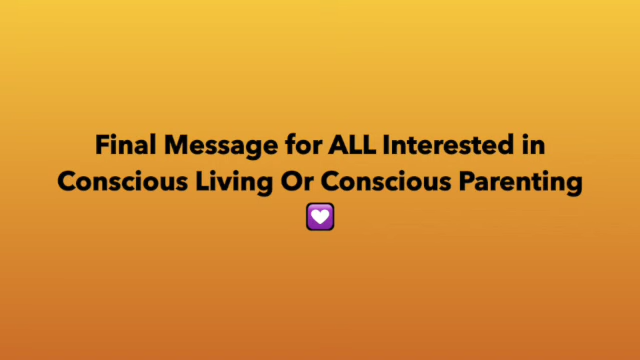 Final Message for ALL Interested in
Conscious Living Or Conscious Parenting
💟